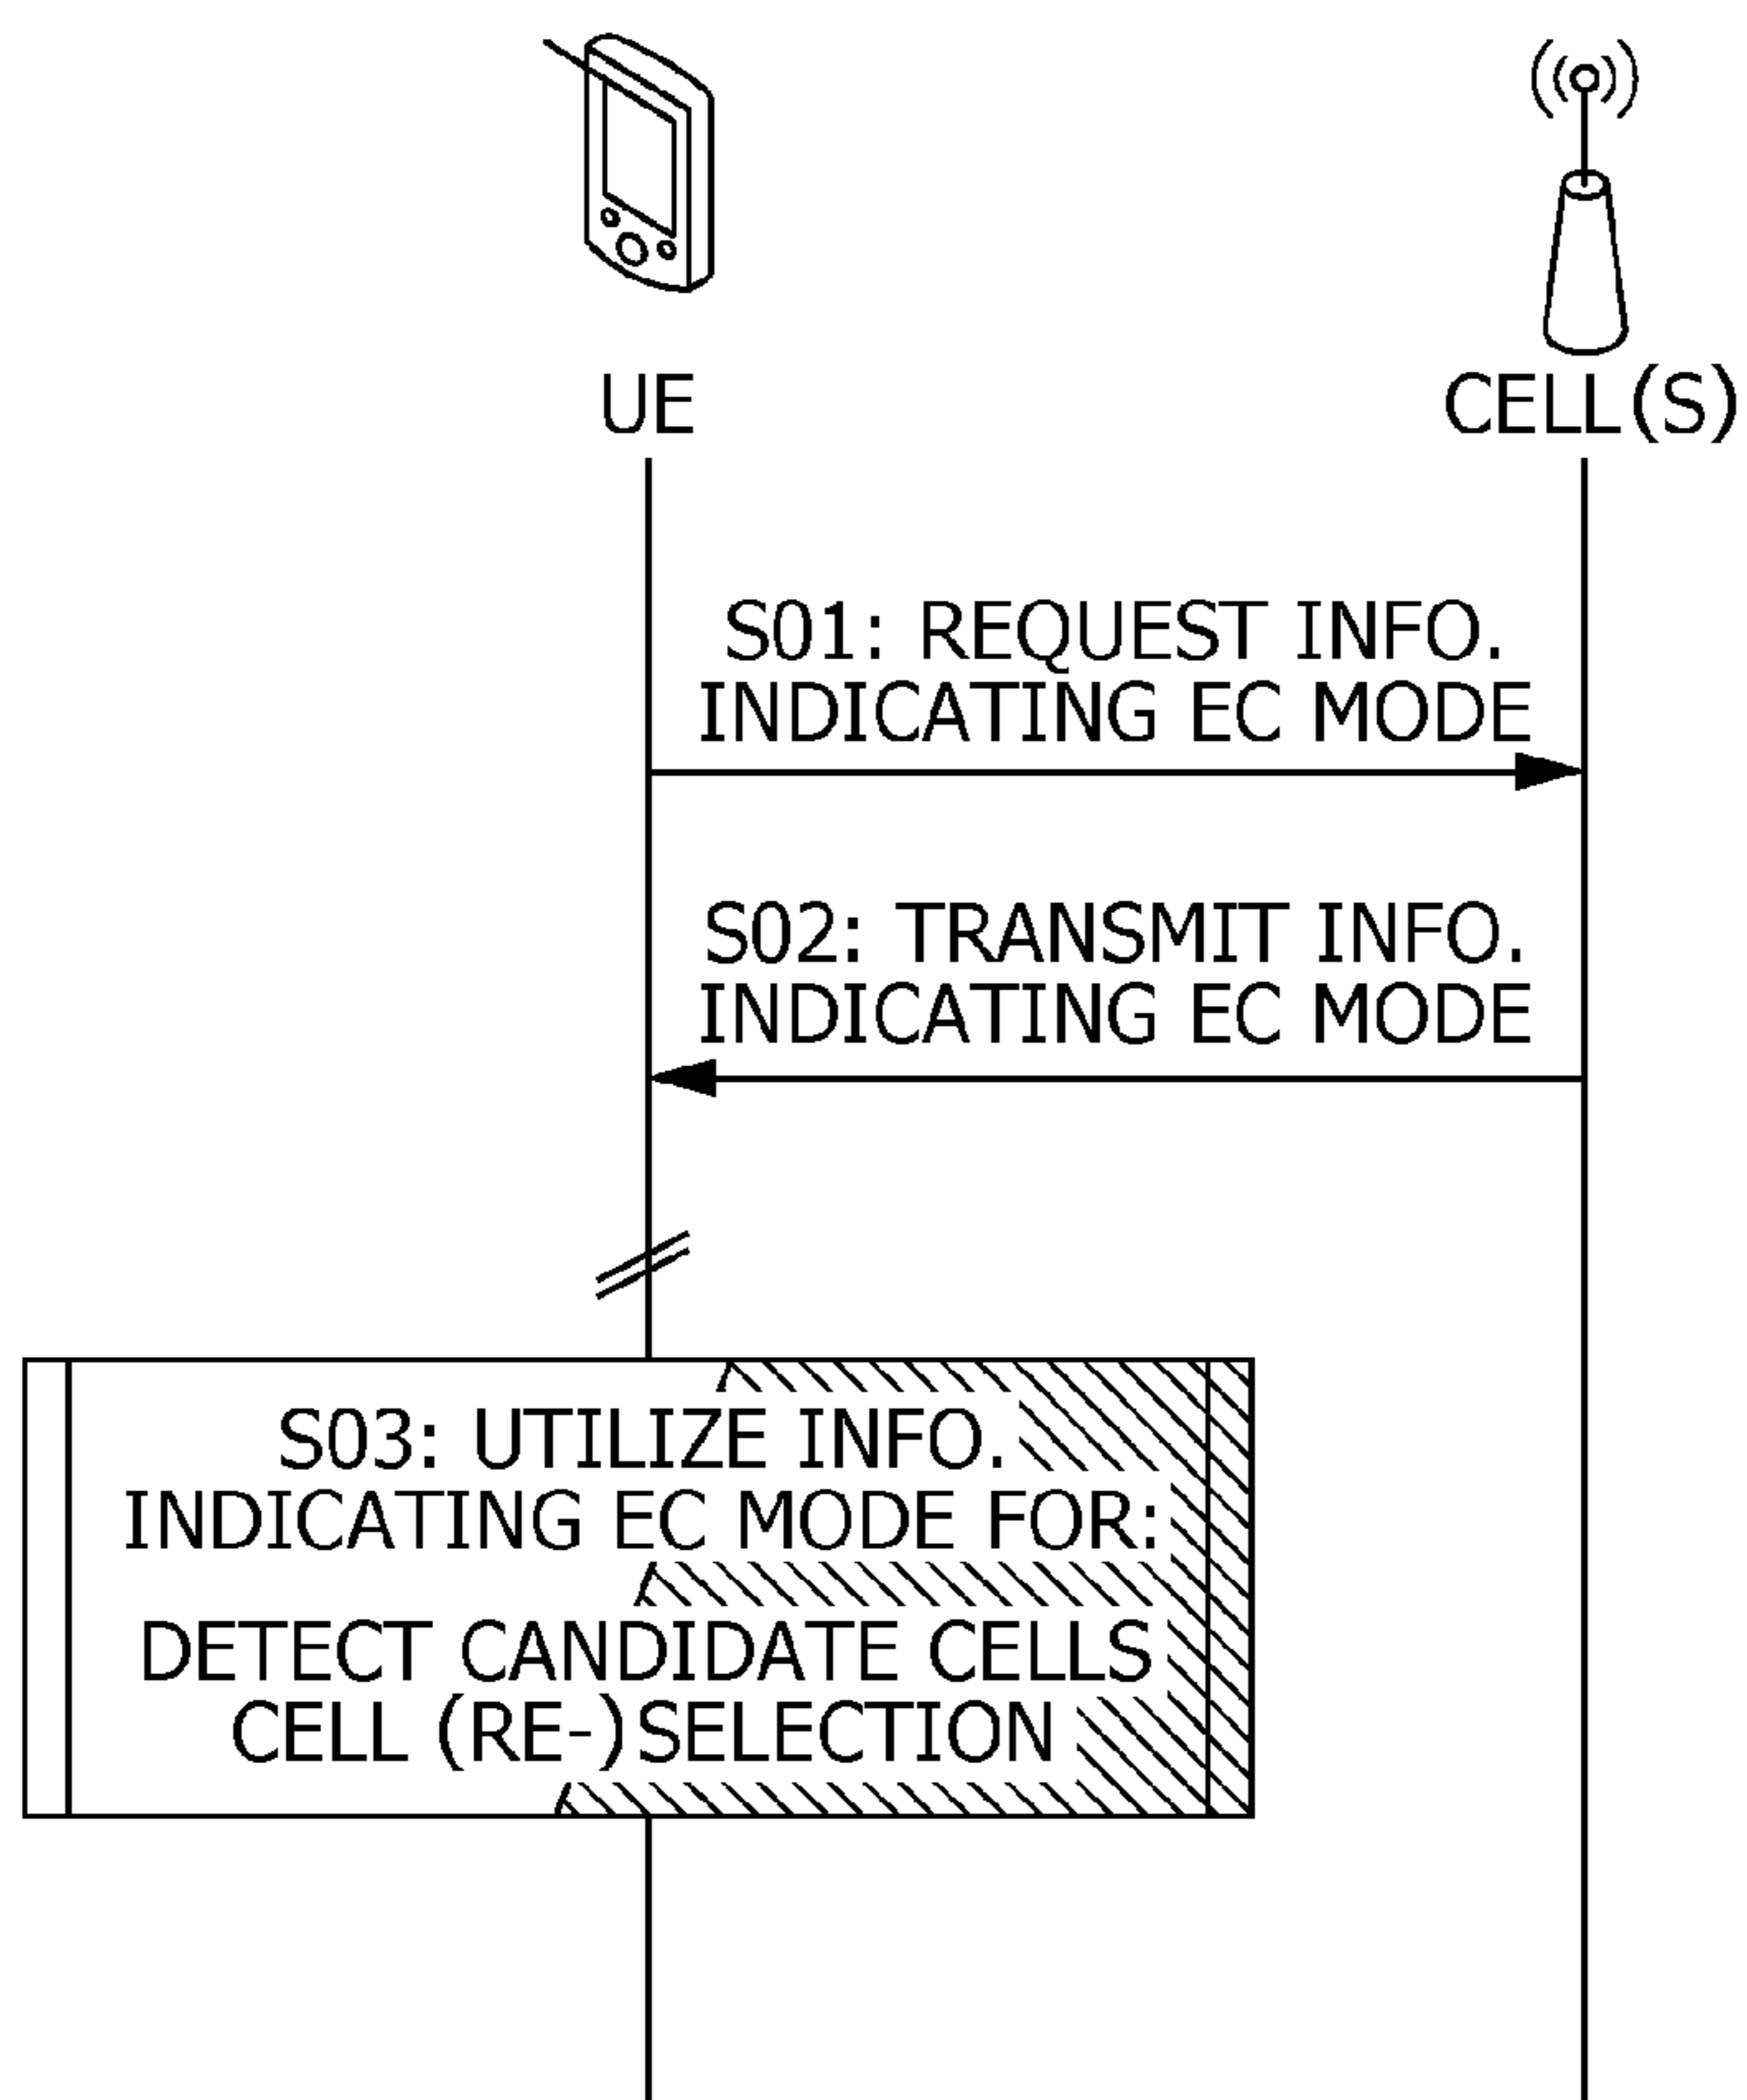 UE
CELL(S)
S01: REQUEST INFO.
INDICATING EC MODE
S02: TRANSMIT INFO.
INDICATING EC MODE
S03: UTILIZE INFO.
INDICATING EC MODE FOR:
DETECT CANDIDATE CELLS
CELL (RE-)SELECTION